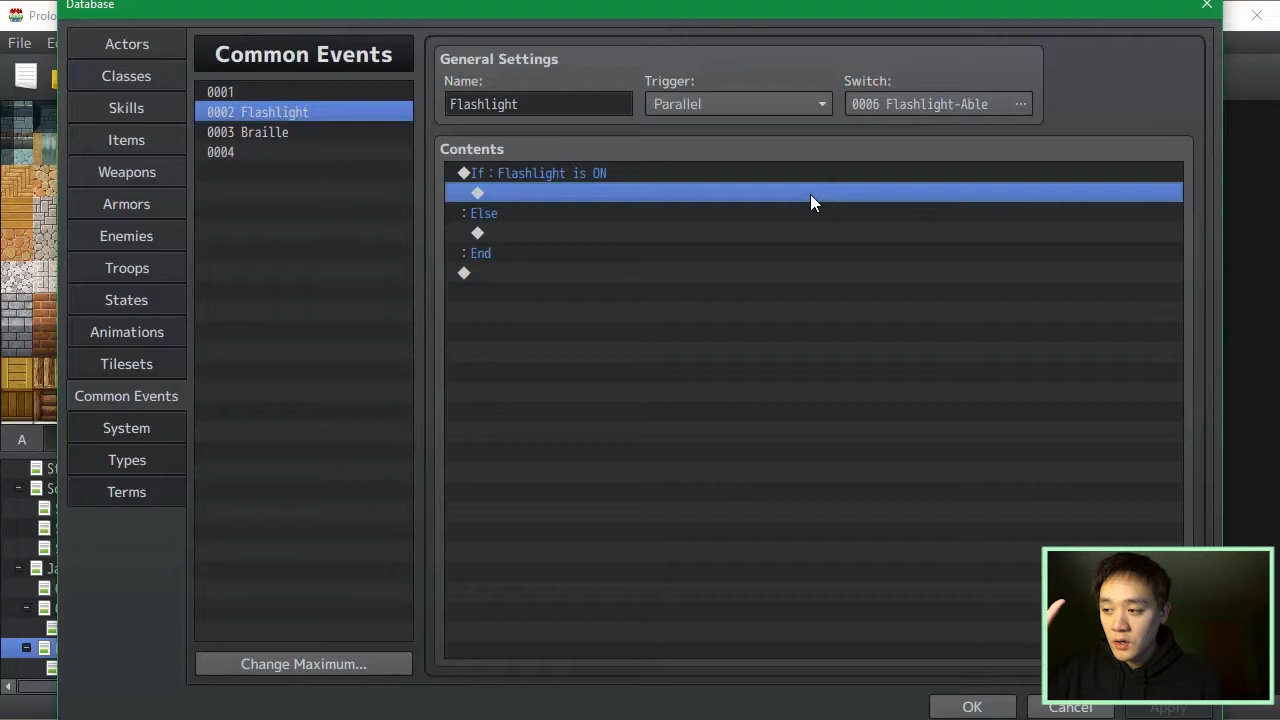 Database
Prolo
File
Actors
Classes
Skills
Items
Weapons
Armors
Enemies
Troops
States
Animations
Tilesets
Common Events
System
Types
Terms
A
Common Events
0001
0002 Flashlight
0003 Braille
0004
Change Maximum...
General Settings
Name:
Trigger:
Switch:
Flashlight
Parallel
0006 Flashlight-Able
...
Contents
◆If : Flashlight is ON
◆
: Else
◆
: End
◆
OK
Cancel
Apply